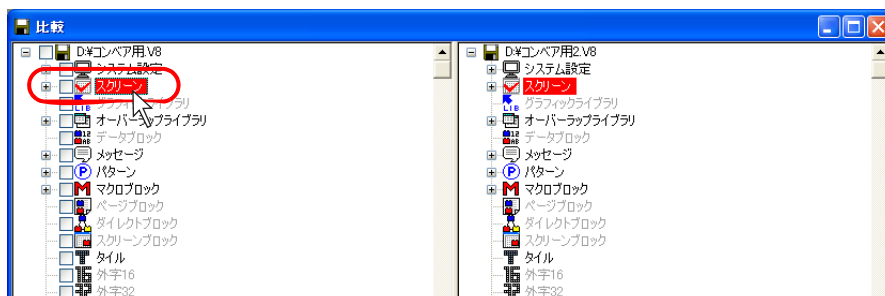 比較
D:¥コンベア用.V8
システム設定
スクリーン
グラフィックライブラリ
オーバーラップライブラリ
データブロック
メッセージ
パターン
マクロブロック
ページブロック
ダイレクトブロック
スクリーンブロック
タイル
外字16
外字32
D:¥コンベア用2.V8
システム設定
スクリーン
グラフィックライブラリ
オーバーラップライブラリ
データブロック
メッセージ
パターン
マクロブロック
ページブロック
ダイレクトブロック
スクリーンブロック
タイル
外字16
外字32